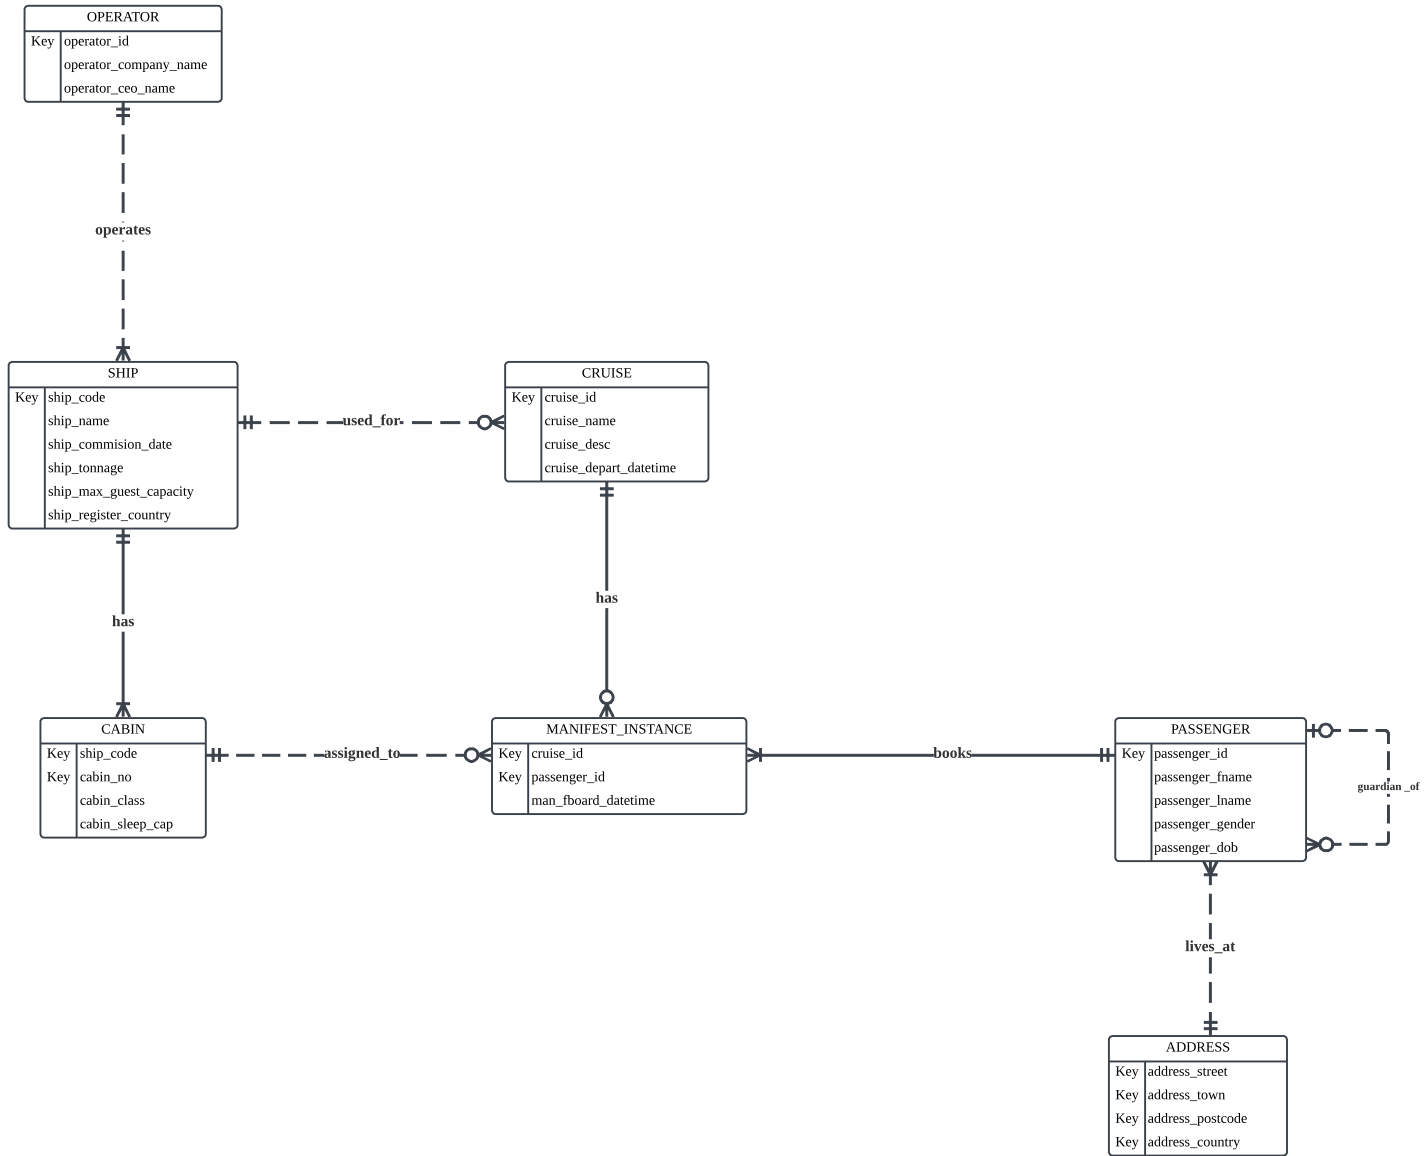 OPERATOR
Key operator_id
operator_company_name
operator_ceo_name
operates
SHIP
Key ship_code
ship_name
ship_commision_date
ship_tonnage
ship_max_guest_capacity
ship_register_country
used_for
CRUISE
Key cruise_id
cruise_name
cruise_desc
cruise_depart_datetime
has
has
CABIN
Key ship_code
Key cabin_no
cabin_class
cabin_sleep_cap
assigned_to
MANIFEST_INSTANCE
Key cruise_id
Key passenger_id
man_fboard_datetime
books
PASSENGER
Key passenger_id
passenger_fname
passenger_lname
passenger_gender
passenger_dob
guardian _of
lives_at
ADDRESS
Key address_street
Key address_town
Key address_postcode
Key address_country